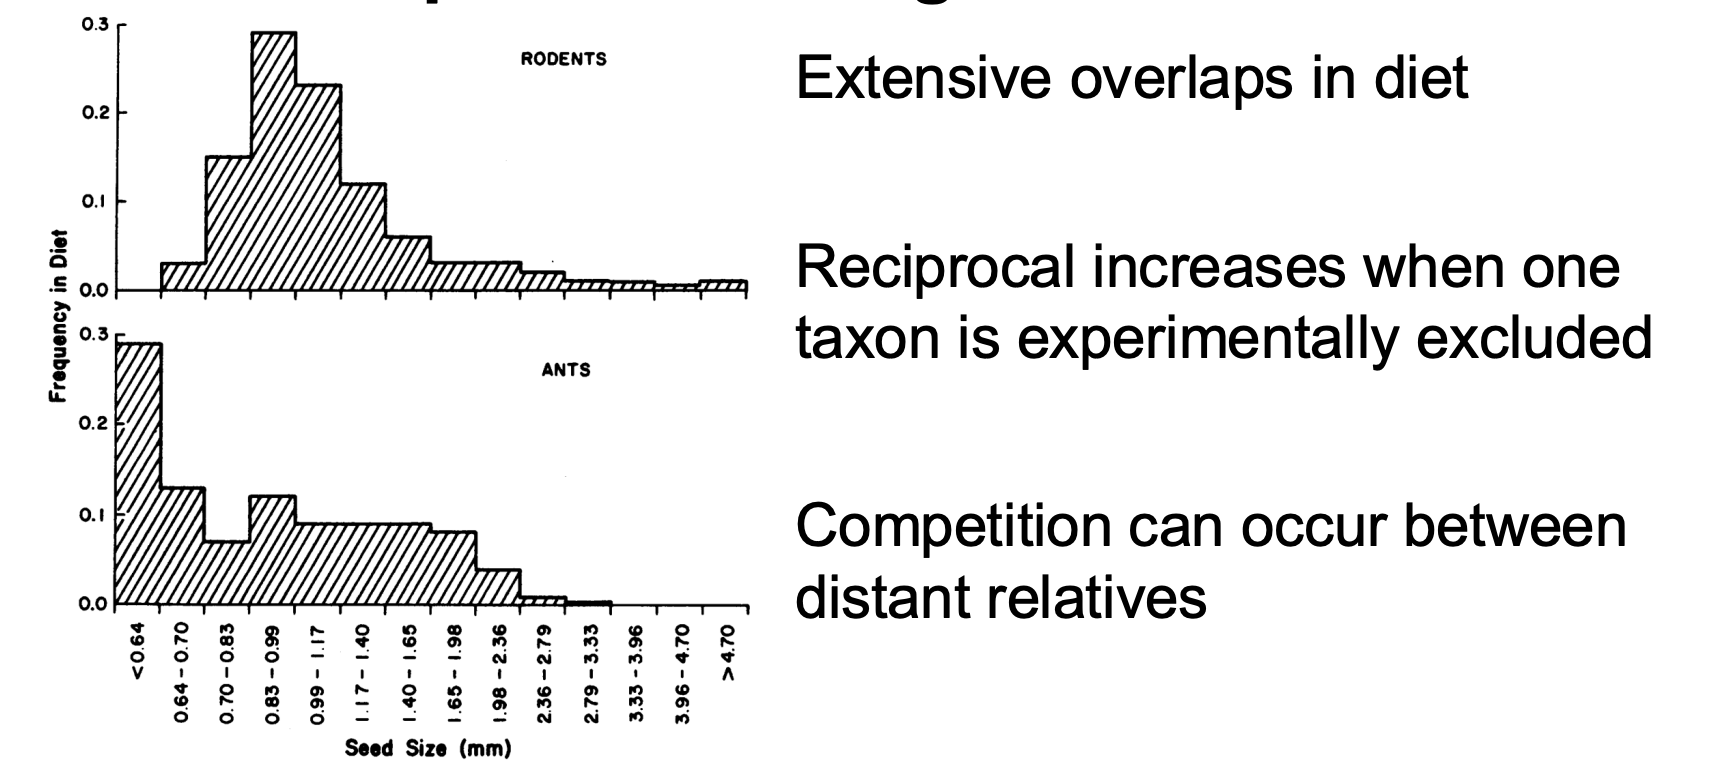 Extensive overlaps in diet
Reciprocal increases when one
taxon is experimentally excluded
Competition can occur between
distant relatives
Frequency in Diet
RODENTS
0.3
0.2
0.1
0.0
ANTS
0.3
0.2
0.1
0.0
<0.64
0.64 - 0.70
0.70 - 0.83
0.83 - 0.99
0.99 - 1.17
1.17 - 1.40
1.40 - 1.65
1.65 - 1.98
1.98 - 2.36
2.36 - 2.79
2.79 - 3.33
3.33 - 3.96
3.96 - 4.70
>4.70
Seed Size (mm)